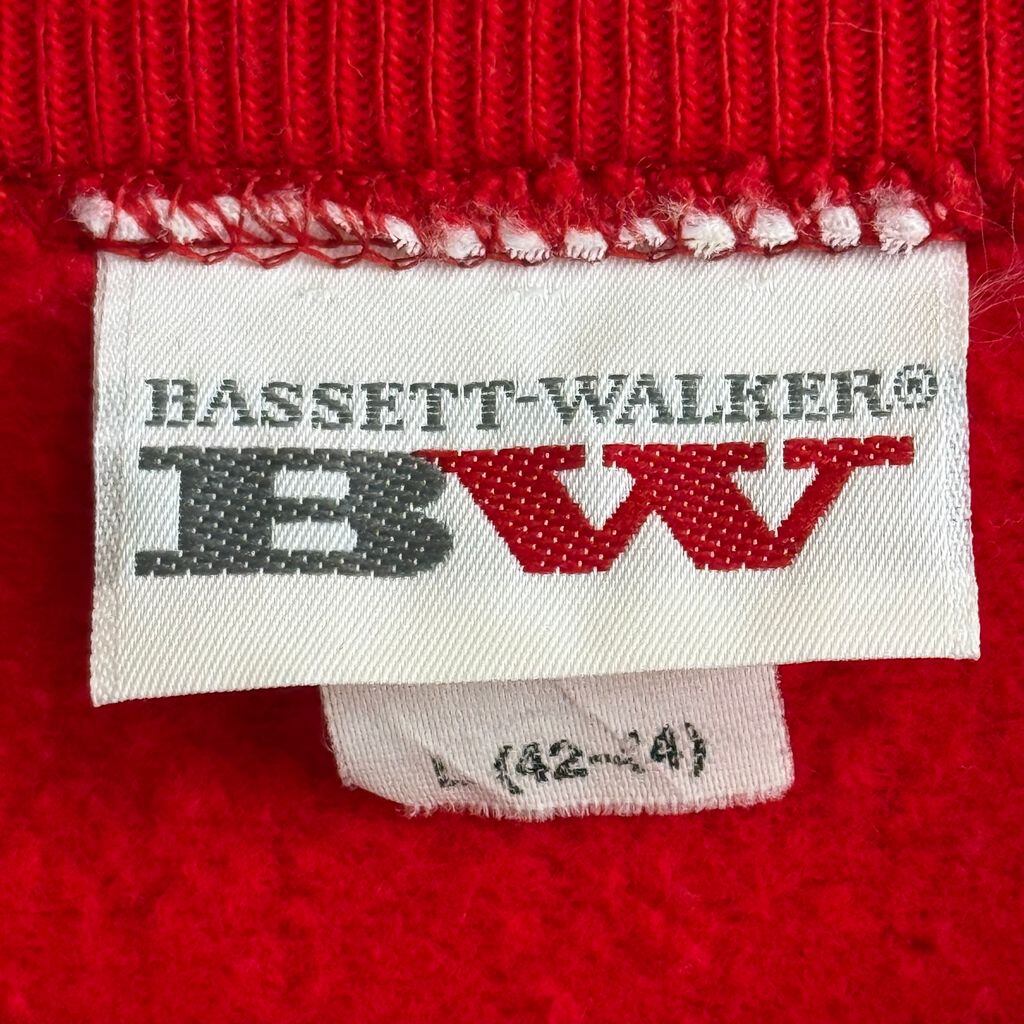 BASSETT-WALKER®
BW
L (42-44)